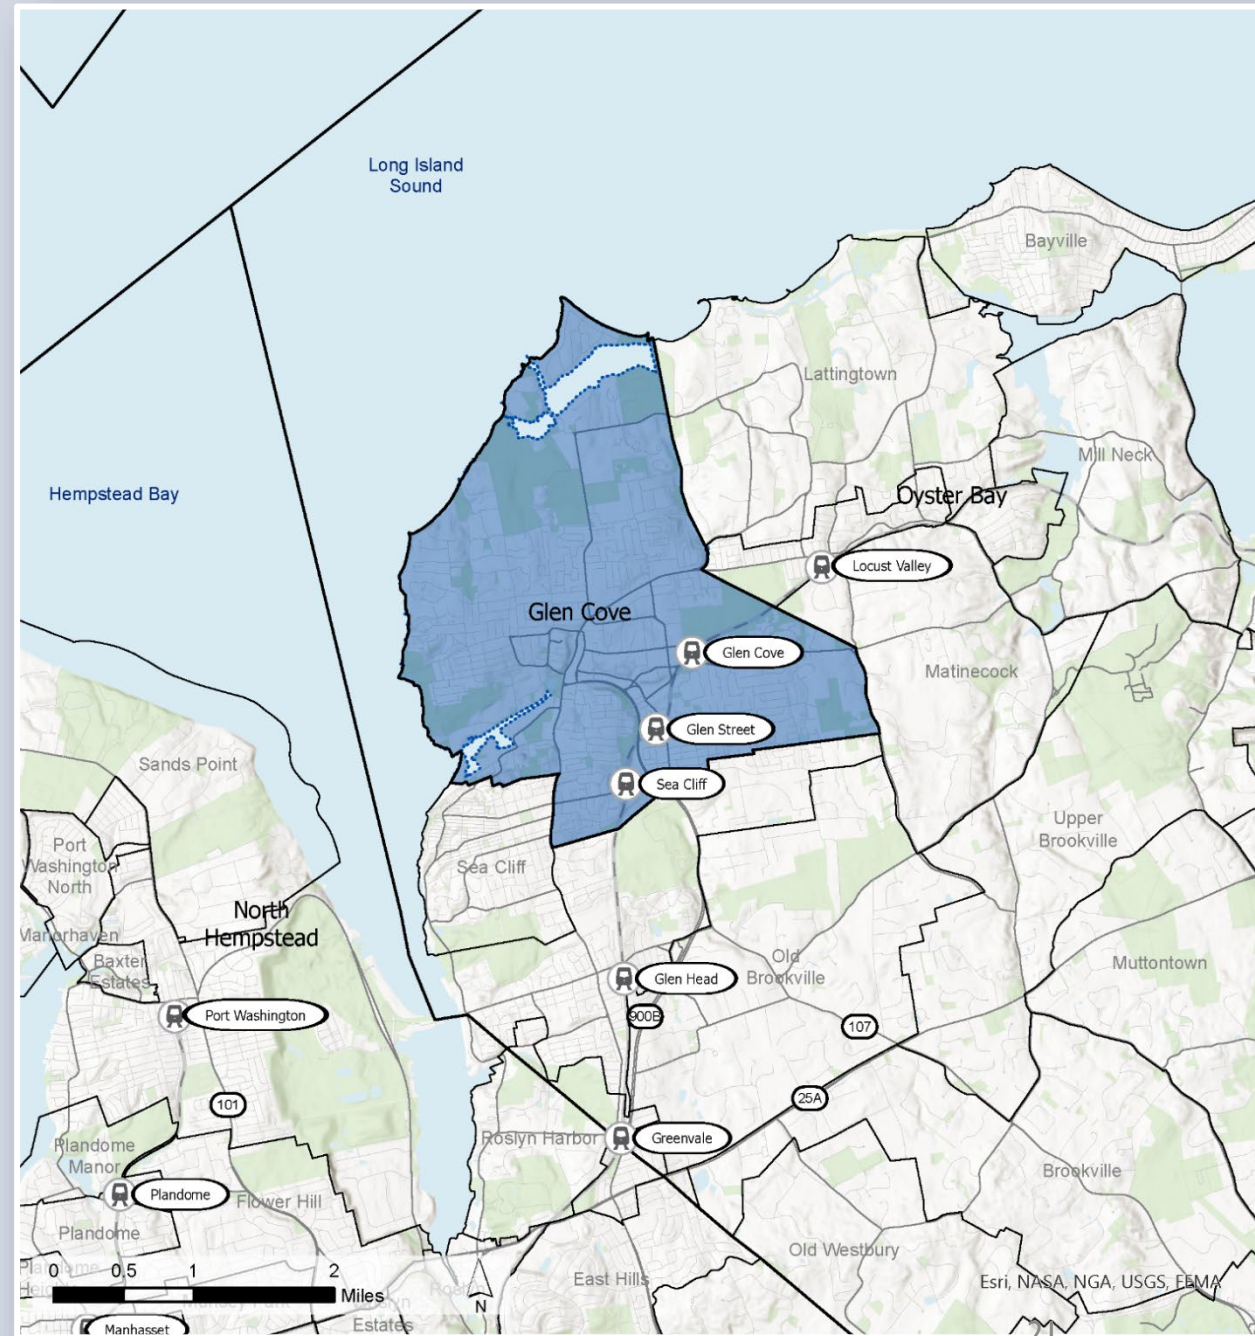 Long Island
Sound
Bayville
Lattingtown
Mill Neck
Hempstead Bay
Oyster Bay
Locust Valley
Glen Cove
Glen Cove
Matinecock
Glen Street
Sands Point
Sea Cliff
Upper
Brookville
Port
Washington
North
Sea Cliff
North
Hempstead
Manorhaven
Baxter
Estates
Old
Brookville
Muttontown
Glen Head
Port Washington
900B
107
101
25A
Roslyn Harbor
Greenvale
Plandome
Manor
Brookville
Plandome
Flower Hill
Plandome
Old Westbury
0 0.5 1 2
Miles
East Hills
Esri, NASA, NGA, USGS, FEMA
N
Estates
Manhasset